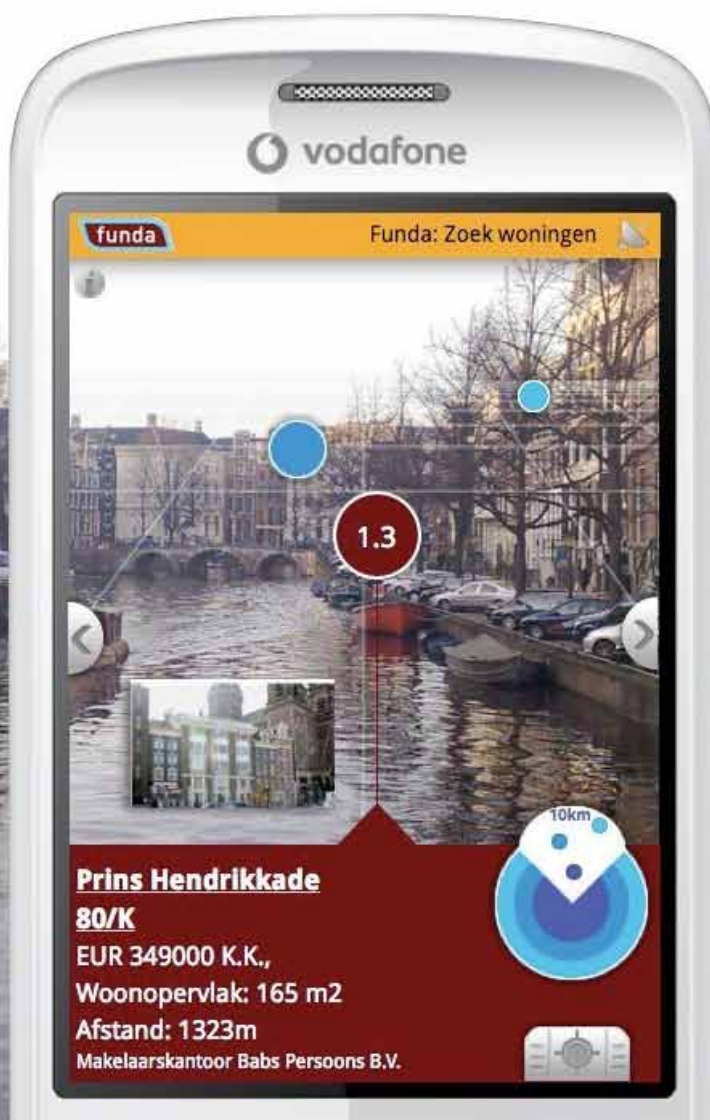 vodafone
funda
Funda: Zoek woningen
1.3
10km
Prins Hendrikkade
80/K
EUR 349000 K.K.,
Woonopervlak: 165 m2
Afstand: 1323m
Makelaarskantoor Babs Persoons B.V.